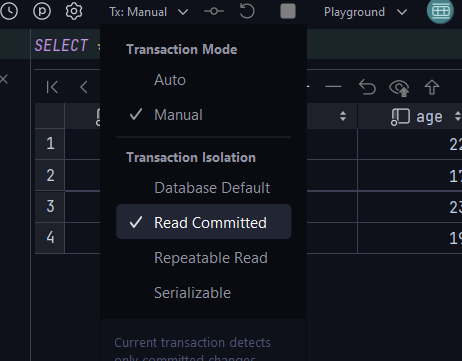 Tx: Manual
Playground
SELECT
Transaction Mode
Auto
Manual
age
1
2
3
4
22
17
23
19
Transaction Isolation
Database Default
Read Committed
Repeatable Read
Serializable
Current transaction detects
only committed changes